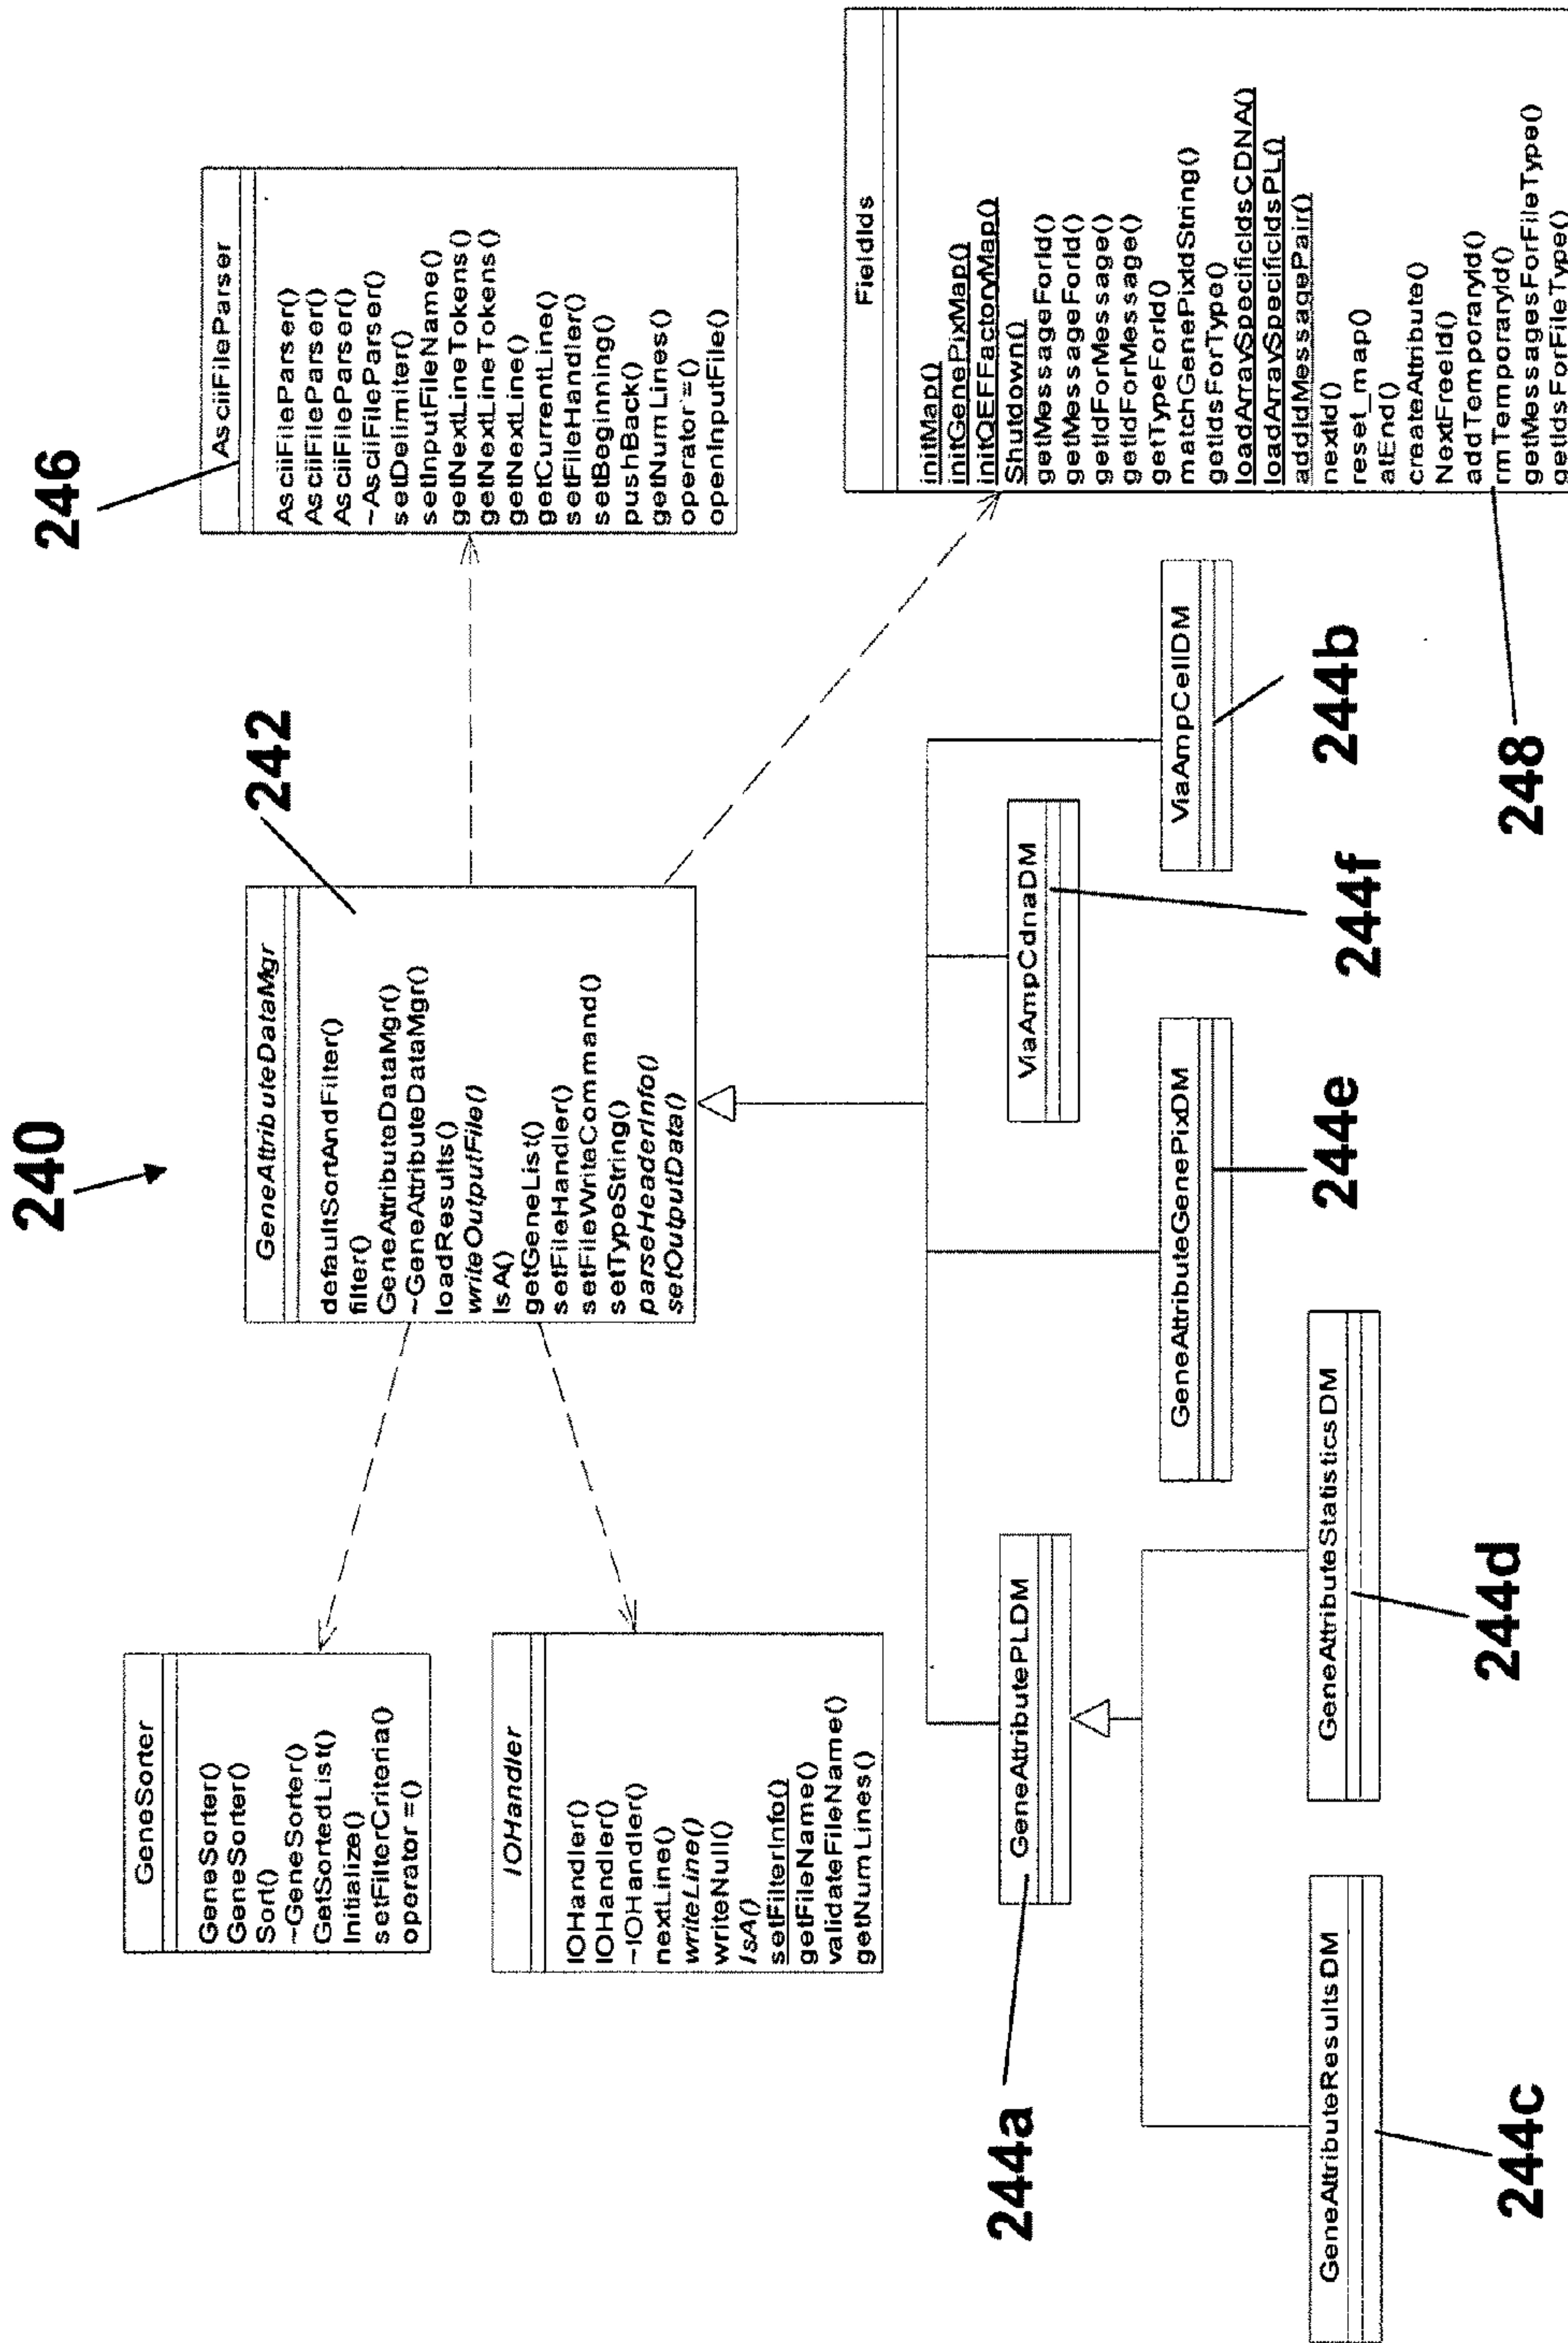 240
246
GeneSorter
GeneSorter()
GeneSorter()
Sort()
~GeneSorter()
GetSortedList()
Initialize()
setFilterCriteria()
operator =()
IOHandler
IOHandler()
IOHandler()
~IOHandler()
nextLine()
writeLine()
writeNull()
IsA()
setFilterInfo()
getFileName()
validateFileName()
getNumLines()
GeneAttributeDataMgr
defaultSortAndFilter()
filter()
GeneAttributeDataMgr()
~GeneAttributeDataMgr()
loadResults()
writeOutputFile()
IsA()
getGeneList()
setFileHandler()
setFileWriteCommand()
setTypeString()
parseHeaderInfo()
setOutputData()
242
AsciiFileParser
AsciiFileParser()
AsciiFileParser()
AsciiFileParser()
~AsciiFileParser()
setDelimiter()
setInputFileName()
getNextLineTokens()
getNextLineTokens()
getNextLine()
getCurrentLine()
setFileHandler()
setBeginning()
pushBack()
getNumLines()
operator=()
openInputFile()
FieldIds
initMap()
initGenePixMap()
initQEFFactoryMap()
Shutdown()
getMessageForId()
getMessageForId()
getIdForMessage()
getIdForMessage()
getTypeForId()
matchGenePixIdString()
getIdsForType()
loadArraySpecificIdsCDNA()
loadArraySpecificIdsPL()
addIdMessagePair()
nextId()
reset_map()
atEnd()
createAttribute()
NextFreeId()
addTemporaryId()
rmTemporaryId()
getMessagesForFileType()
getIdsForFileType()
248
244a
GeneAttributePLDM
ViaAmpCdnaDM
244f
GeneAttributeGenePixDM
244e
ViaAmpCellDM
244b
GeneAttributeResultsDM
244c
GeneAttributeStatisticsDM
244d